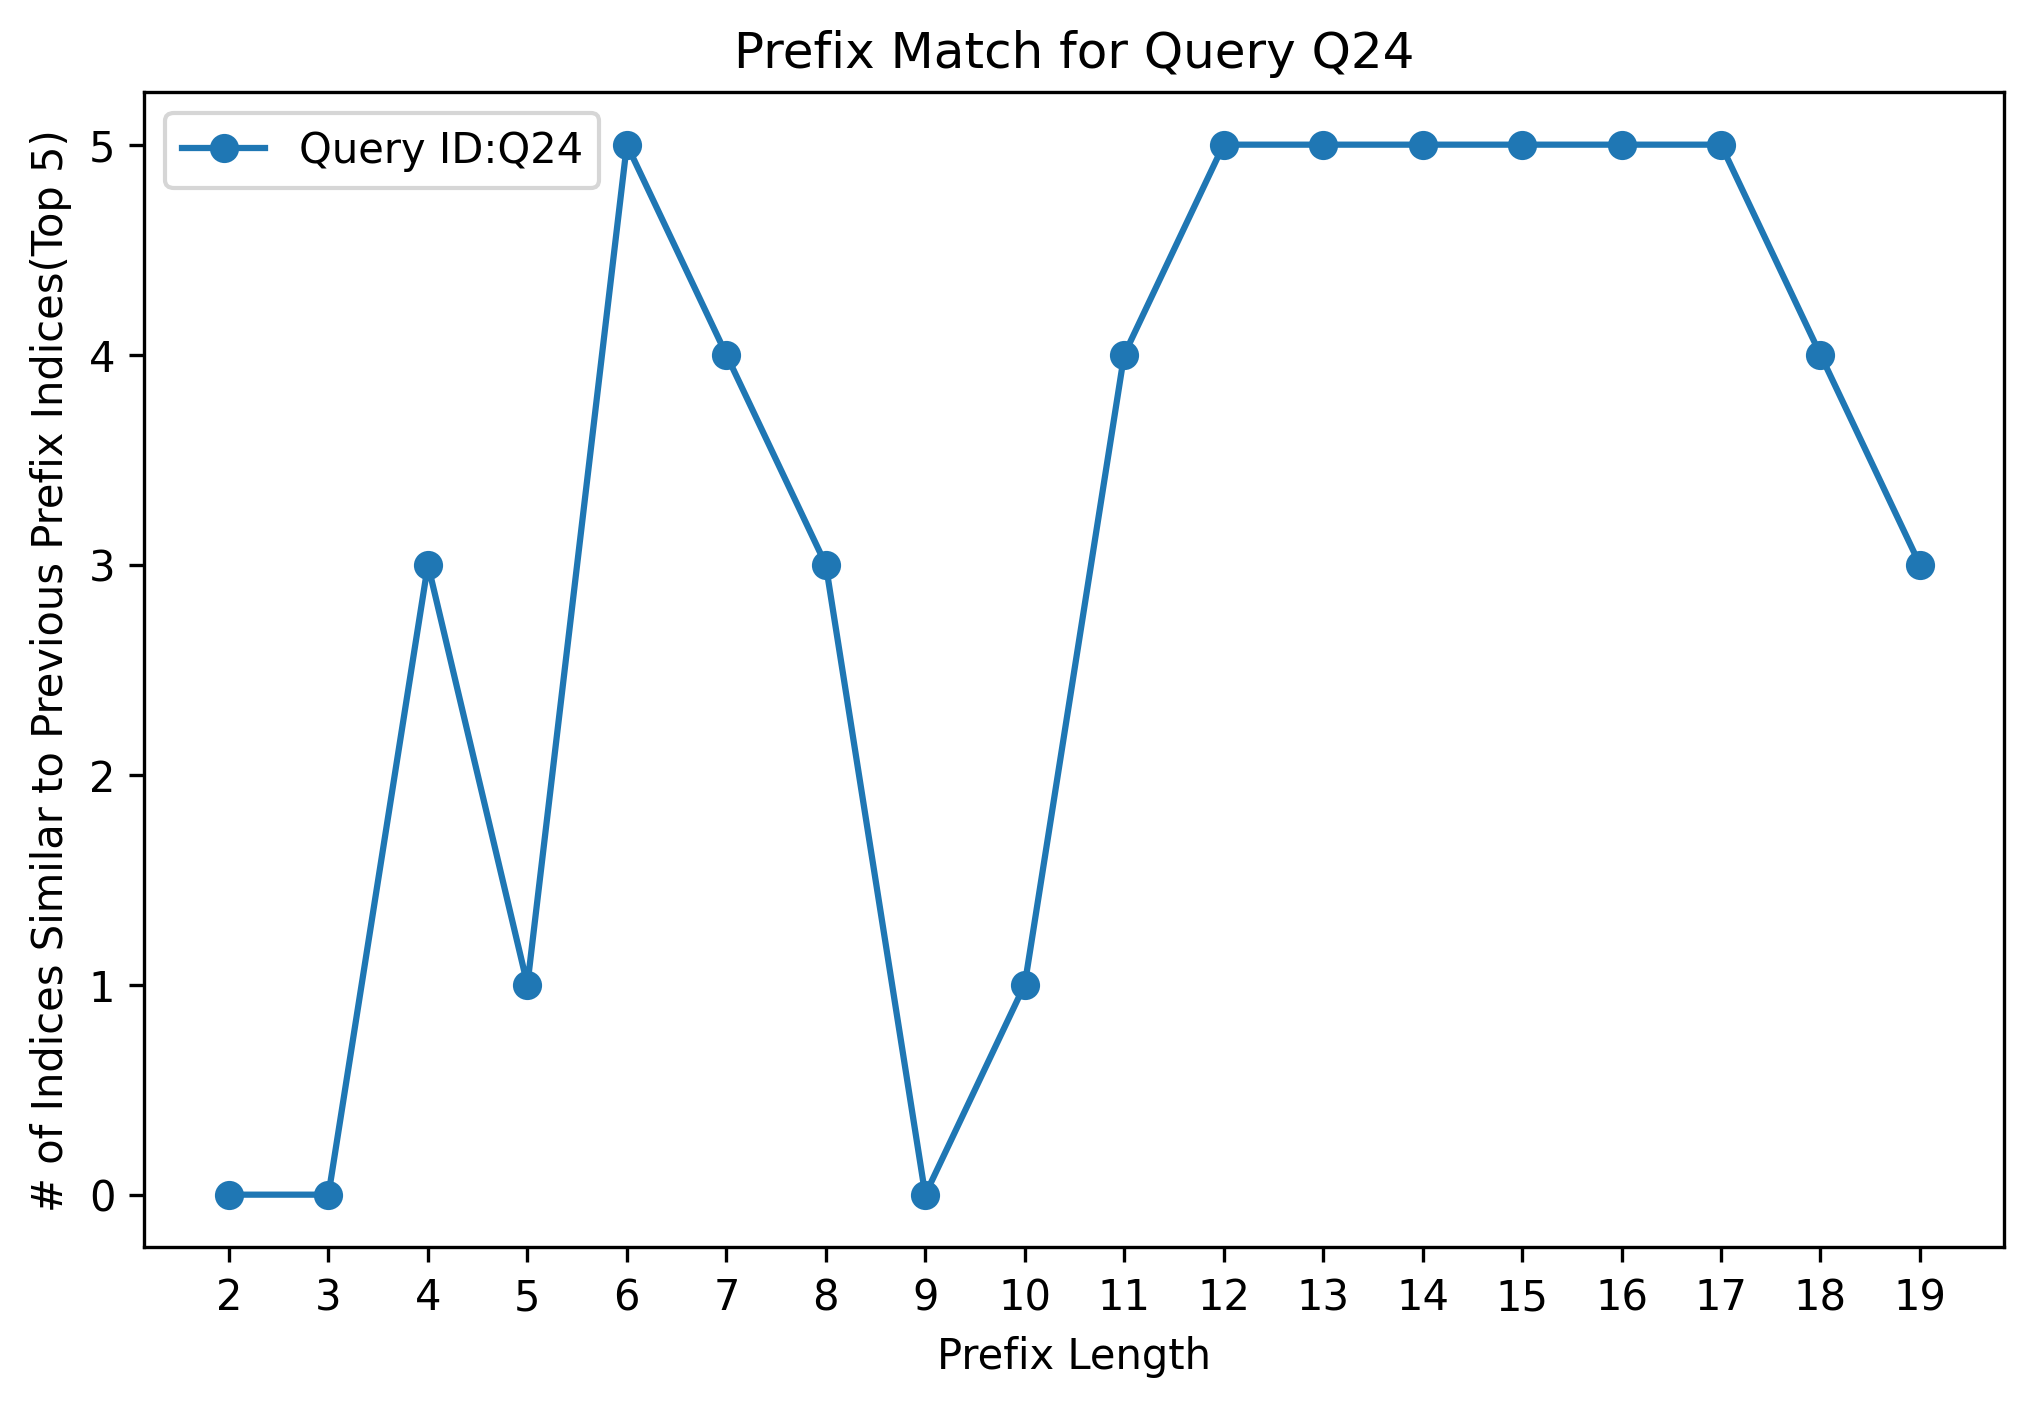 Prefix Match for Query Q24
Query ID:Q24
# of Indices Similar to Previous Prefix Indices(Top 5)
5
4
3
2
1
0
2 3 4 5 6 7 8 9 10 11 12 13 14 15 16 17 18 19
Prefix Length